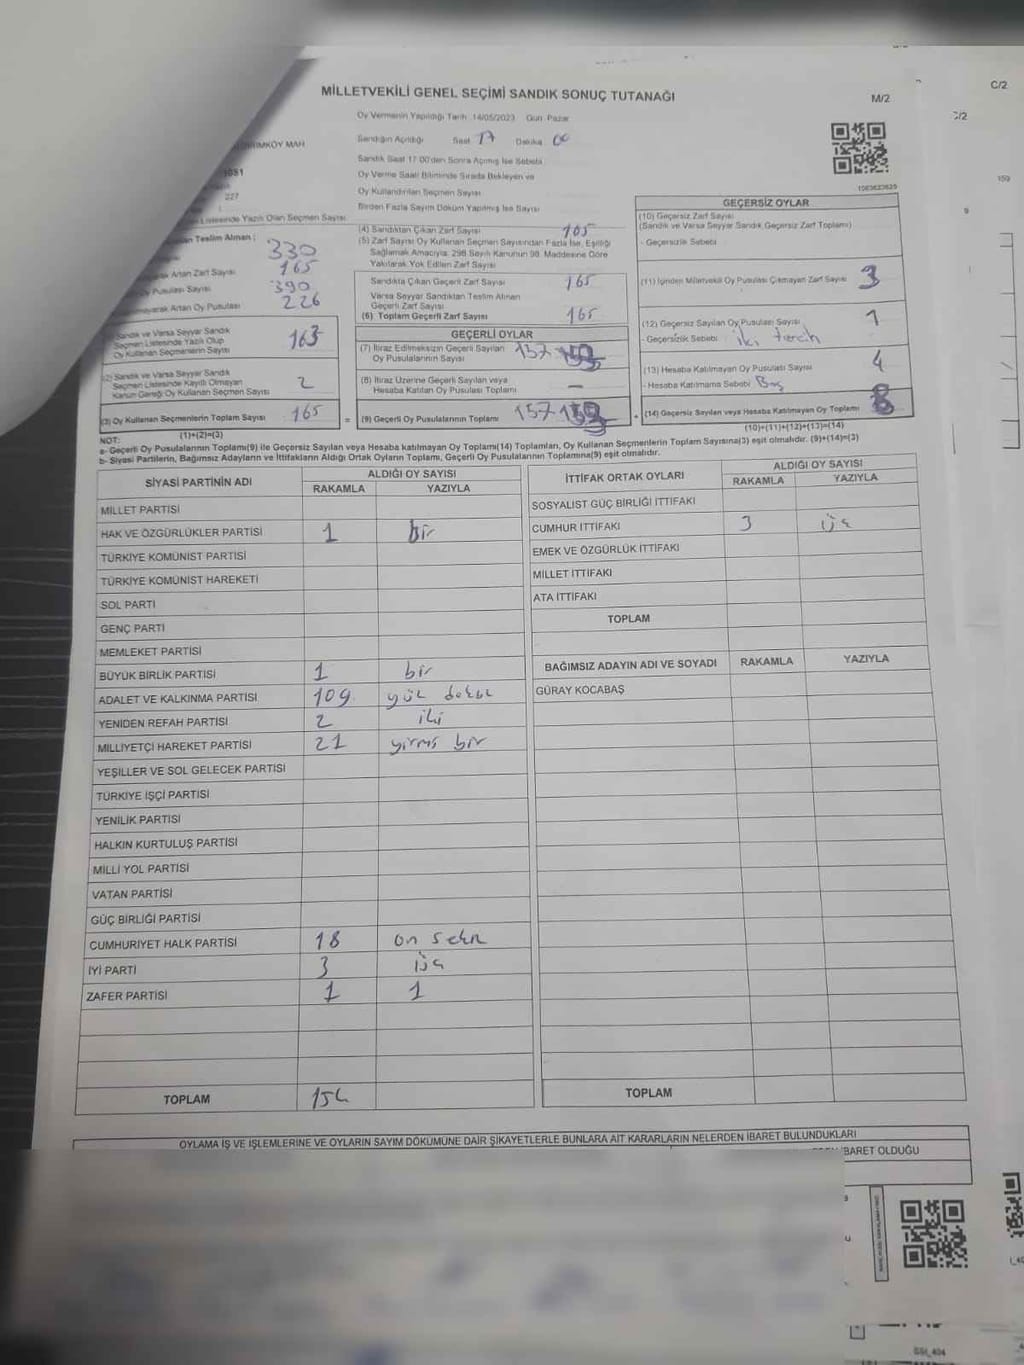 MİLLETVEKİLİ GENEL SEÇİMİ SANDIK SONUÇ TUTANAĞI
M/2
C/2
Oy Vermenin Yapıldığı Tarih 14/05/2023 Gün Pazar
Sandığın Açıldığı Saat 17 Dakika 00
Sandık Saat 17:00'den Sonra Açılmış İse Sebebi
Oy Verme Saati Bitiminde Sırada Bekleyen ve
Oy Kullandırılan Seçmen Sayısı
Birden Fazla Sayım Döküm Yapılmış İse Sayısı
MKÖY MAH
1081
227
Listesinde Yazılı Olan Seçmen Sayısı
Teslim Alınan :
330
Artan Zarf Sayısı 165
Pusulası Sayısı 390
Artan Oy Pusulası 226
Sandık ve Varsa Seyyar Sandık
Seçmen Listesinde Yazılı Olup
Oy Kullanan Seçmenlerin Sayısı 163
Sandık ve Varsa Seyyar Sandık
Seçmen Listesinde Kayıtlı Olmayan
Kanun Gereği Oy Kullanan Seçmen Sayısı 2
(3) Oy Kullanan Seçmenlerin Toplam Sayısı 165
(1)+(2)=(3)
(4) Sandıktan Çıkan Zarf Sayısı 165
(5) Zarf Sayısı Oy Kullanan Seçmen Sayısından Fazla İse, Eşitliği
Sağlamak Amacıyla, 298 Sayılı Kanunun 98. Maddesine Göre
Yakılarak Yok Edilen Zarf Sayısı
Sandıkta Çıkan Geçerli Zarf Sayısı 165
Varsa Seyyar Sandıktan Teslim Alınan
Geçerli Zarf Sayısı
(6) Toplam Geçerli Zarf Sayısı 165
GEÇERLİ OYLAR
(7) İtiraz Edilmeksizin Geçerli Sayılan
Oy Pusulalarının Sayısı 157
(8) İtiraz Üzerine Geçerli Sayılan veya
Hesaba Katılan Oy Pusulası Toplamı -
= (9) Geçerli Oy Pusulalarının Toplamı 157
1063623625
GEÇERSİZ OYLAR
(10) Geçersiz Zarf Sayısı
(Sandık ve Varsa Seyyar Sandık Geçersiz Zarf Toplamı)
- Geçersizlik Sebebi
(11) İçinden Milletvekili Oy Pusulası Çıkmayan Zarf Sayısı 3
(12) Geçersiz Sayılan Oy Pusulası Sayısı 1
- Geçersizlik Sebebi iki tercih
(13) Hesaba Katılmayan Oy Pusulası Sayısı 4
- Hesaba Katılmama Sebebi Boş
+ (14) Geçersiz Sayılan veya Hesaba Katılmayan Oy Toplamı 8
(10)+(11)+(12)+(13)=(14)
NOT:
a- Geçerli Oy Pusulalarının Toplamı(9) ile Geçersiz Sayılan veya Hesaba katılmayan Oy Toplamı(14) Toplamları, Oy Kullanan Seçmenlerin Toplam Sayısına(3) eşit olmalıdır. (9)+(14)=(3)
b- Siyasi Partilerin, Bağımsız Adayların ve İttifakların Aldığı Ortak Oyların Toplamı, Geçerli Oy Pusulalarının Toplamına(9) eşit olmalıdır.
SİYASİ PARTİNİN ADI
ALDIĞI OY SAYISI
RAKAMLA YAZIYLA
MİLLET PARTİSİ
HAK VE ÖZGÜRLÜKLER PARTİSİ 1 bir
TÜRKİYE KOMÜNİST PARTİSİ
TÜRKİYE KOMÜNİST HAREKETİ
SOL PARTİ
GENÇ PARTİ
MEMLEKET PARTİSİ
BÜYÜK BİRLİK PARTİSİ 1 bir
ADALET VE KALKINMA PARTİSİ 109 yüz dokuz
YENİDEN REFAH PARTİSİ 2 iki
MİLLİYETÇİ HAREKET PARTİSİ 21 yirmi bir
YEŞİLLER VE SOL GELECEK PARTİSİ
TÜRKİYE İŞÇİ PARTİSİ
YENİLİK PARTİSİ
HALKIN KURTULUŞ PARTİSİ
MİLLİ YOL PARTİSİ
VATAN PARTİSİ
GÜÇ BİRLİĞİ PARTİSİ
CUMHURİYET HALK PARTİSİ 18 on sekiz
İYİ PARTİ 3 üç
ZAFER PARTİSİ 1 1
TOPLAM 154
İTTİFAK ORTAK OYLARI
ALDIĞI OY SAYISI
RAKAMLA YAZIYLA
SOSYALİST GÜÇ BİRLİĞİ İTTİFAKI
CUMHUR İTTİFAKI 3 üç
EMEK VE ÖZGÜRLÜK İTTİFAKI
MİLLET İTTİFAKI
ATA İTTİFAKI
TOPLAM
BAĞIMSIZ ADAYIN ADI VE SOYADI RAKAMLA YAZIYLA
GÜRAY KOCABAŞ
TOPLAM
OYLAMA İŞ VE İŞLEMLERİNE VE OYLARIN SAYIM DÖKÜMÜNE DAİR ŞİKAYETLERLE BUNLARA AİT KARARLARIN NELERDEN İBARET BULUNDUKLARI
İBARET OLDUĞU